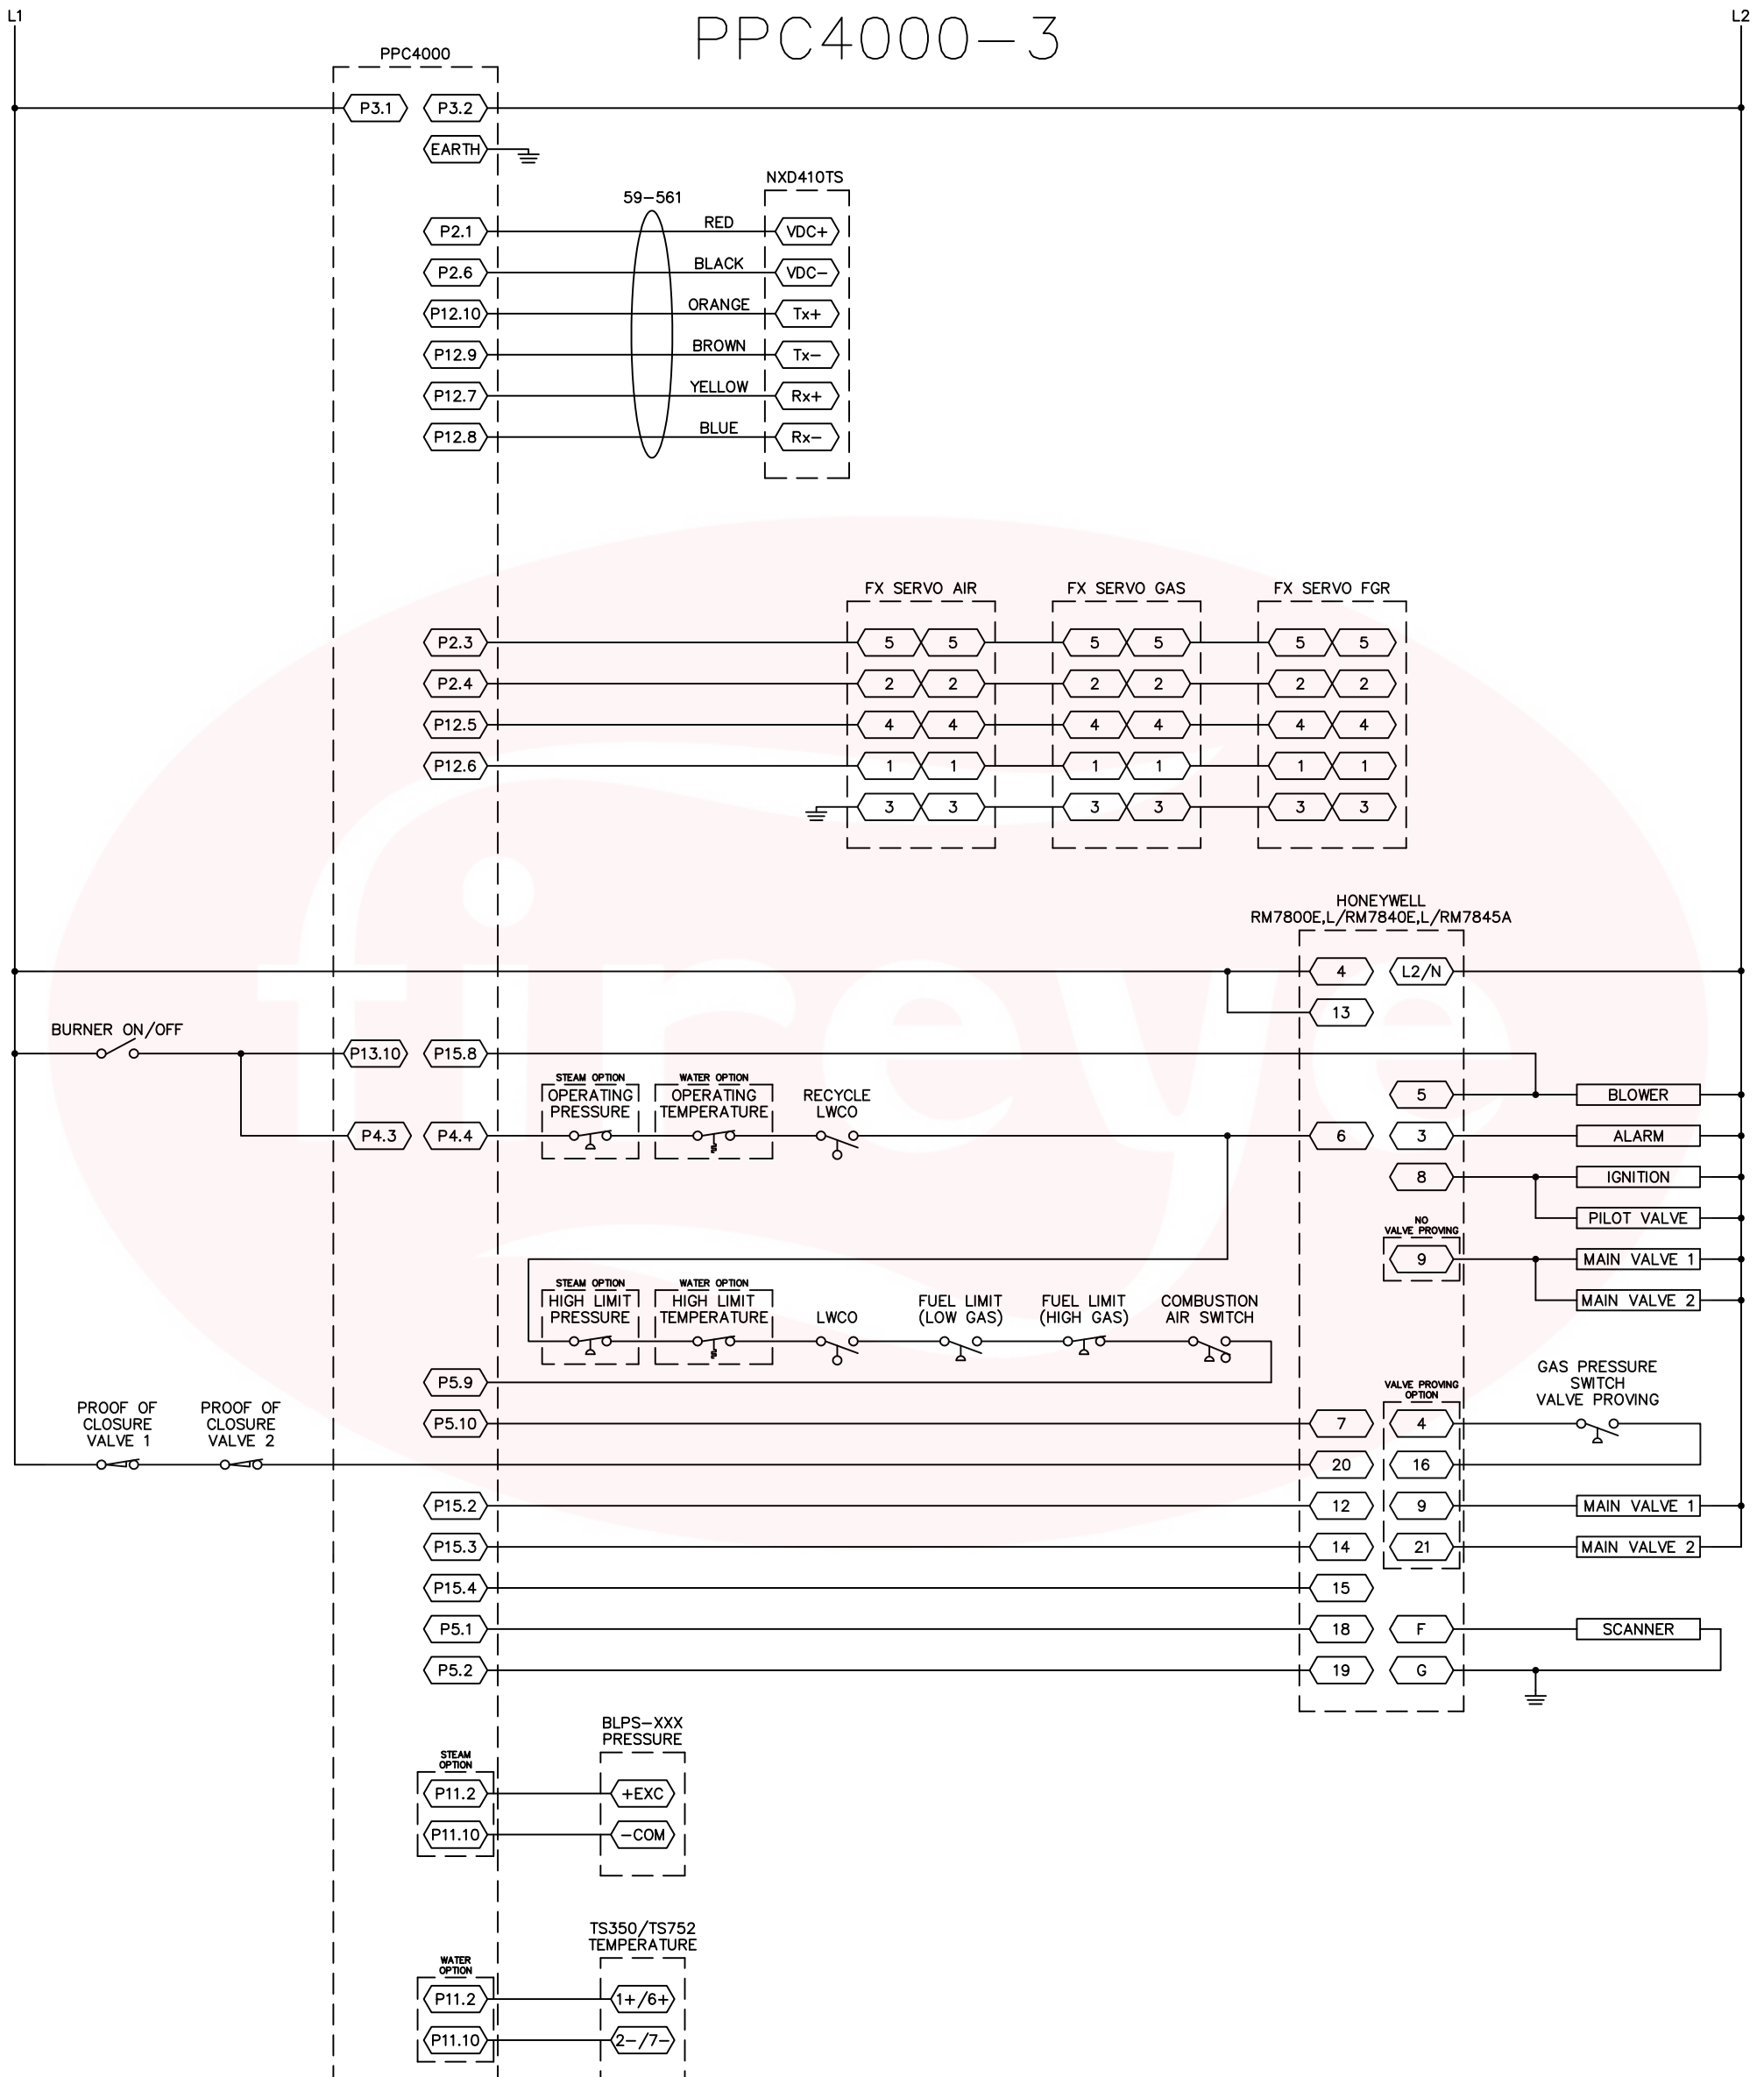 L1
L2
PPC4000-3
PPC4000
P3.1 P3.2
EARTH
NXD410TS
59-561
P2.1 RED VDC+
P2.6 BLACK VDC-
P12.10 ORANGE Tx+
P12.9 BROWN Tx-
P12.7 YELLOW Rx+
P12.8 BLUE Rx-
FX SERVO AIR FX SERVO GAS FX SERVO FGR
P2.3 5 5 5 5 5 5
P2.4 2 2 2 2 2 2
P12.5 4 4 4 4 4 4
P12.6 1 1 1 1 1 1
3 3 3 3 3 3
fireye
HONEYWELL
RM7800E,L/RM7840E,L/RM7845A
4 L2/N
13
BURNER ON/OFF
P13.10 P15.8
STEAM OPTION
OPERATING
PRESSURE
WATER OPTION
OPERATING
TEMPERATURE
RECYCLE
LWCO
5 BLOWER
P4.3 P4.4 6 3 ALARM
8 IGNITION
PILOT VALVE
NO
VALVE PROVING
9 MAIN VALVE 1
MAIN VALVE 2
STEAM OPTION
HIGH LIMIT
PRESSURE
WATER OPTION
HIGH LIMIT
TEMPERATURE
LWCO
FUEL LIMIT
(LOW GAS)
FUEL LIMIT
(HIGH GAS)
COMBUSTION
AIR SWITCH
P5.9
GAS PRESSURE
SWITCH
VALVE PROVING
VALVE PROVING
OPTION
PROOF OF
CLOSURE
VALVE 1
PROOF OF
CLOSURE
VALVE 2
P5.10 7 4
20 16
P15.2 12 9 MAIN VALVE 1
P15.3 14 21 MAIN VALVE 2
P15.4 15
P5.1 18 F SCANNER
P5.2 19 G
BLPS-XXX
PRESSURE
STEAM
OPTION
P11.2 +EXC
P11.10 -COM
TS350/TS752
TEMPERATURE
WATER
OPTION
P11.2 1+/6+
P11.10 2-/7-